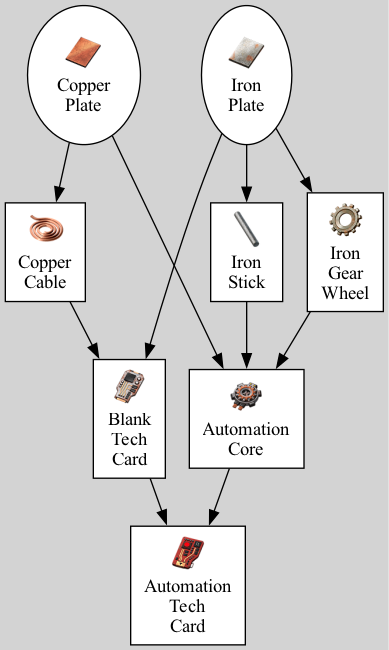 Copper
Plate
Iron
Plate
Copper
Cable
Iron
Stick
Iron
Gear
Wheel
Blank
Tech
Card
Automation
Core
Automation
Tech
Card